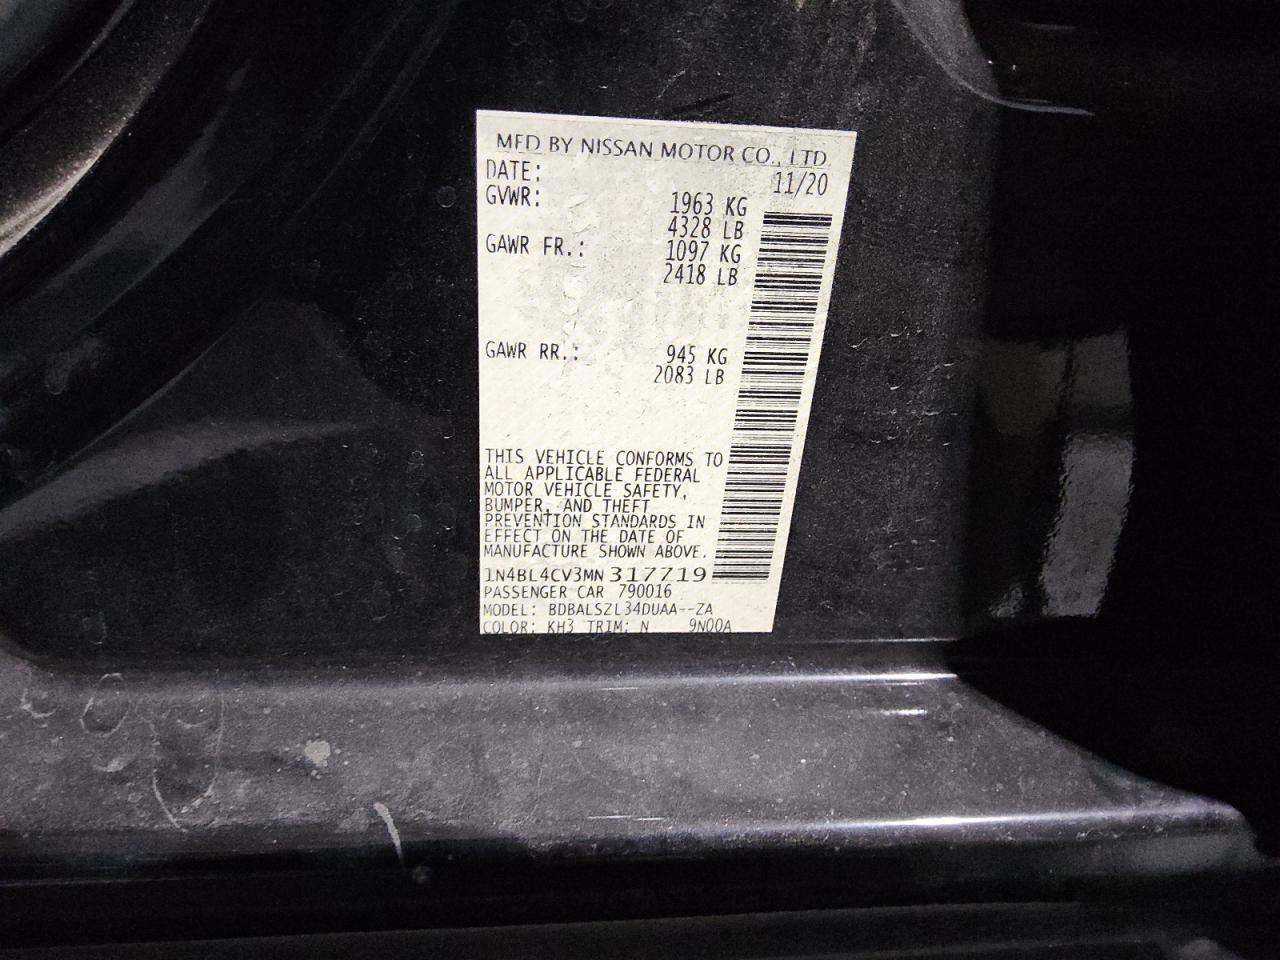 MFD BY NISSAN MOTOR CO., LTD.
DATE: 11/20
GVWR: 1963 KG
4328 LB
GAWR FR.: 1097 KG
2418 LB
GAWR RR.: 945 KG
2083 LB
THIS VEHICLE CONFORMS TO
ALL APPLICABLE FEDERAL
MOTOR VEHICLE SAFETY,
BUMPER, AND THEFT
PREVENTION STANDARDS IN
EFFECT ON THE DATE OF
MANUFACTURE SHOWN ABOVE.
1N4BL4CV3MN317719
PASSENGER CAR 790016
MODEL: BDBALSZL34DUAA--ZA
COLOR: KH3 TRIM: N 9N00A